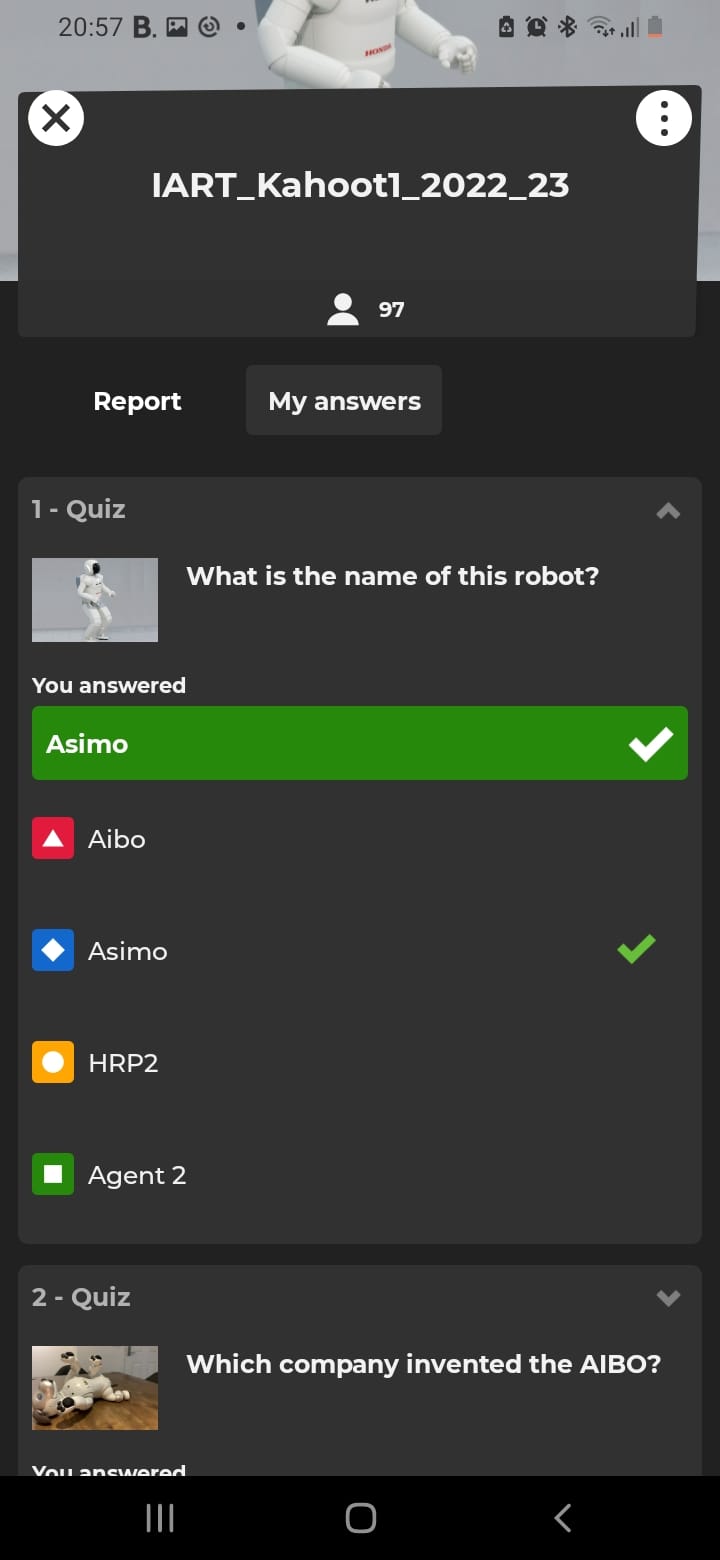 20:57 B.
HONDA
IART_Kahoot1_2022_23
97
Report My answers
1 - Quiz
What is the name of this robot?
You answered
Asimo
Aibo
Asimo
HRP2
Agent 2
2 - Quiz
Which company invented the AIBO?
You answered